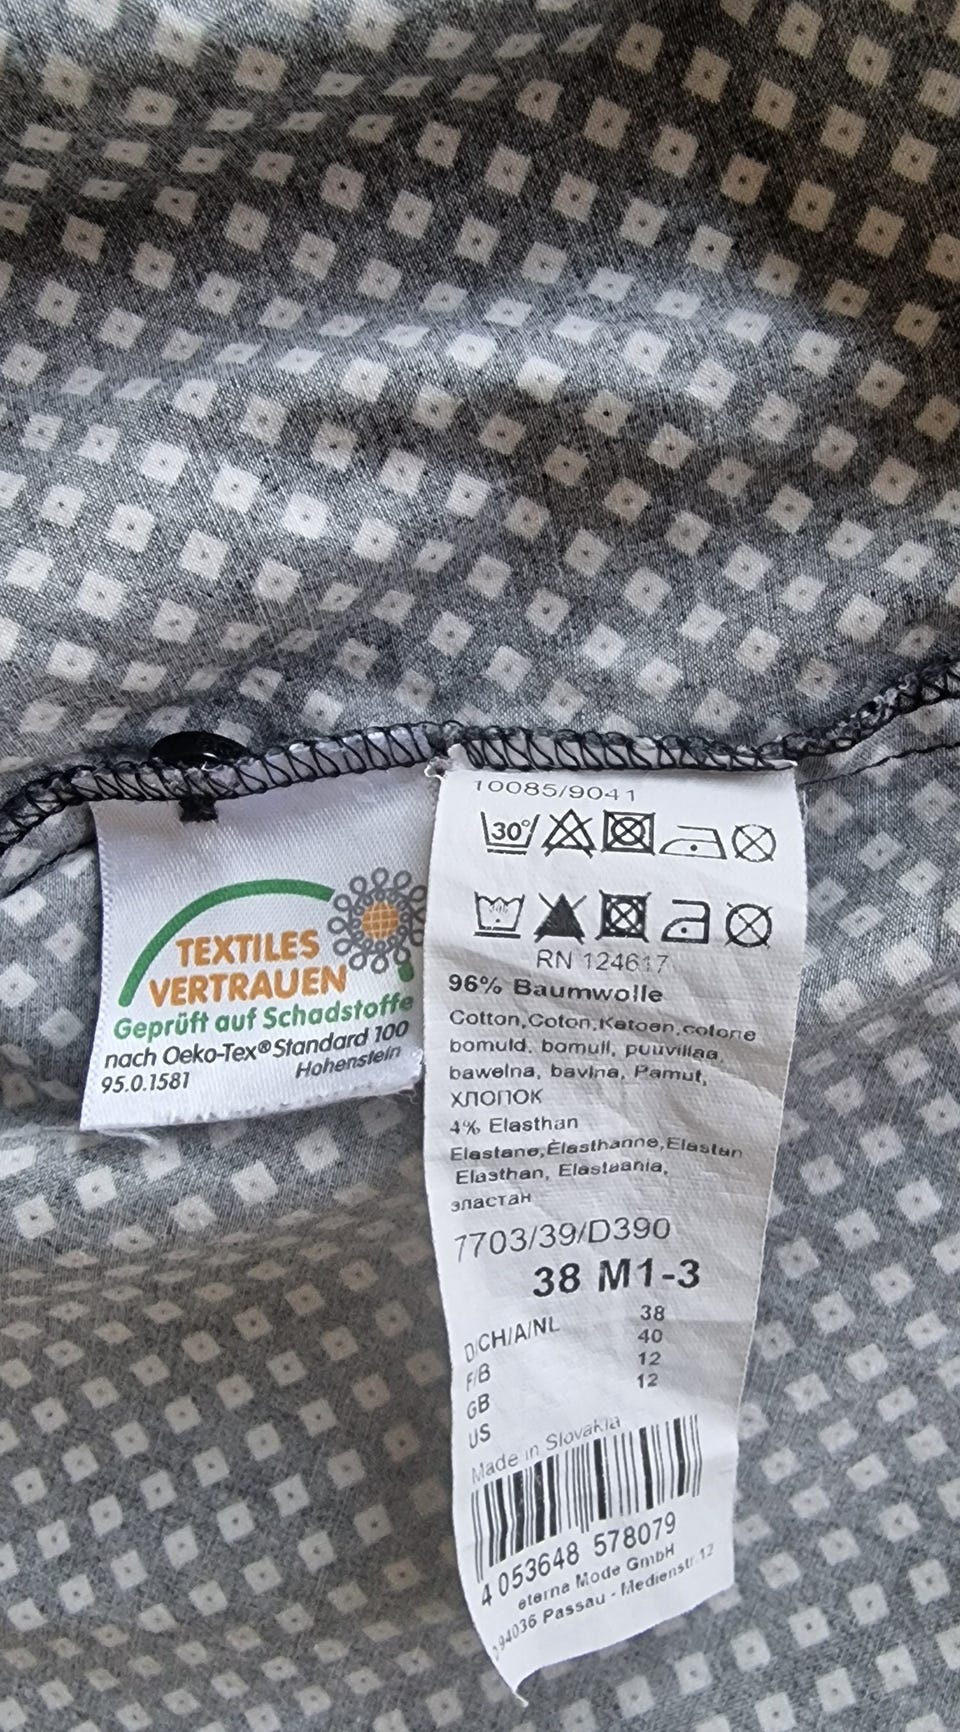 TEXTILES
VERTRAUEN
Geprüft auf Schadstoffe
nach Oeko-Tex®Standard 100
95.0.1581 Hohenstein
10085/9041
30°
RN 124617
96% Baumwolle
Cotton,Coton,Katoen,cotone
bomuld, bomull, puuvillaa,
bawelna, bavlna, Pamut,
ХЛОПОК
4% Elasthan
Elastane,Élasthanne,Elastan
Elasthan, Elastaania,
эластан
7703/39/D390
38 M1-3
D/CH/A/NL 38
F/B 40
GB 12
US 12
Made in Slovakia
4 053648 578079
eterna Mode GmbH
94036 Passau - Medienstr.12